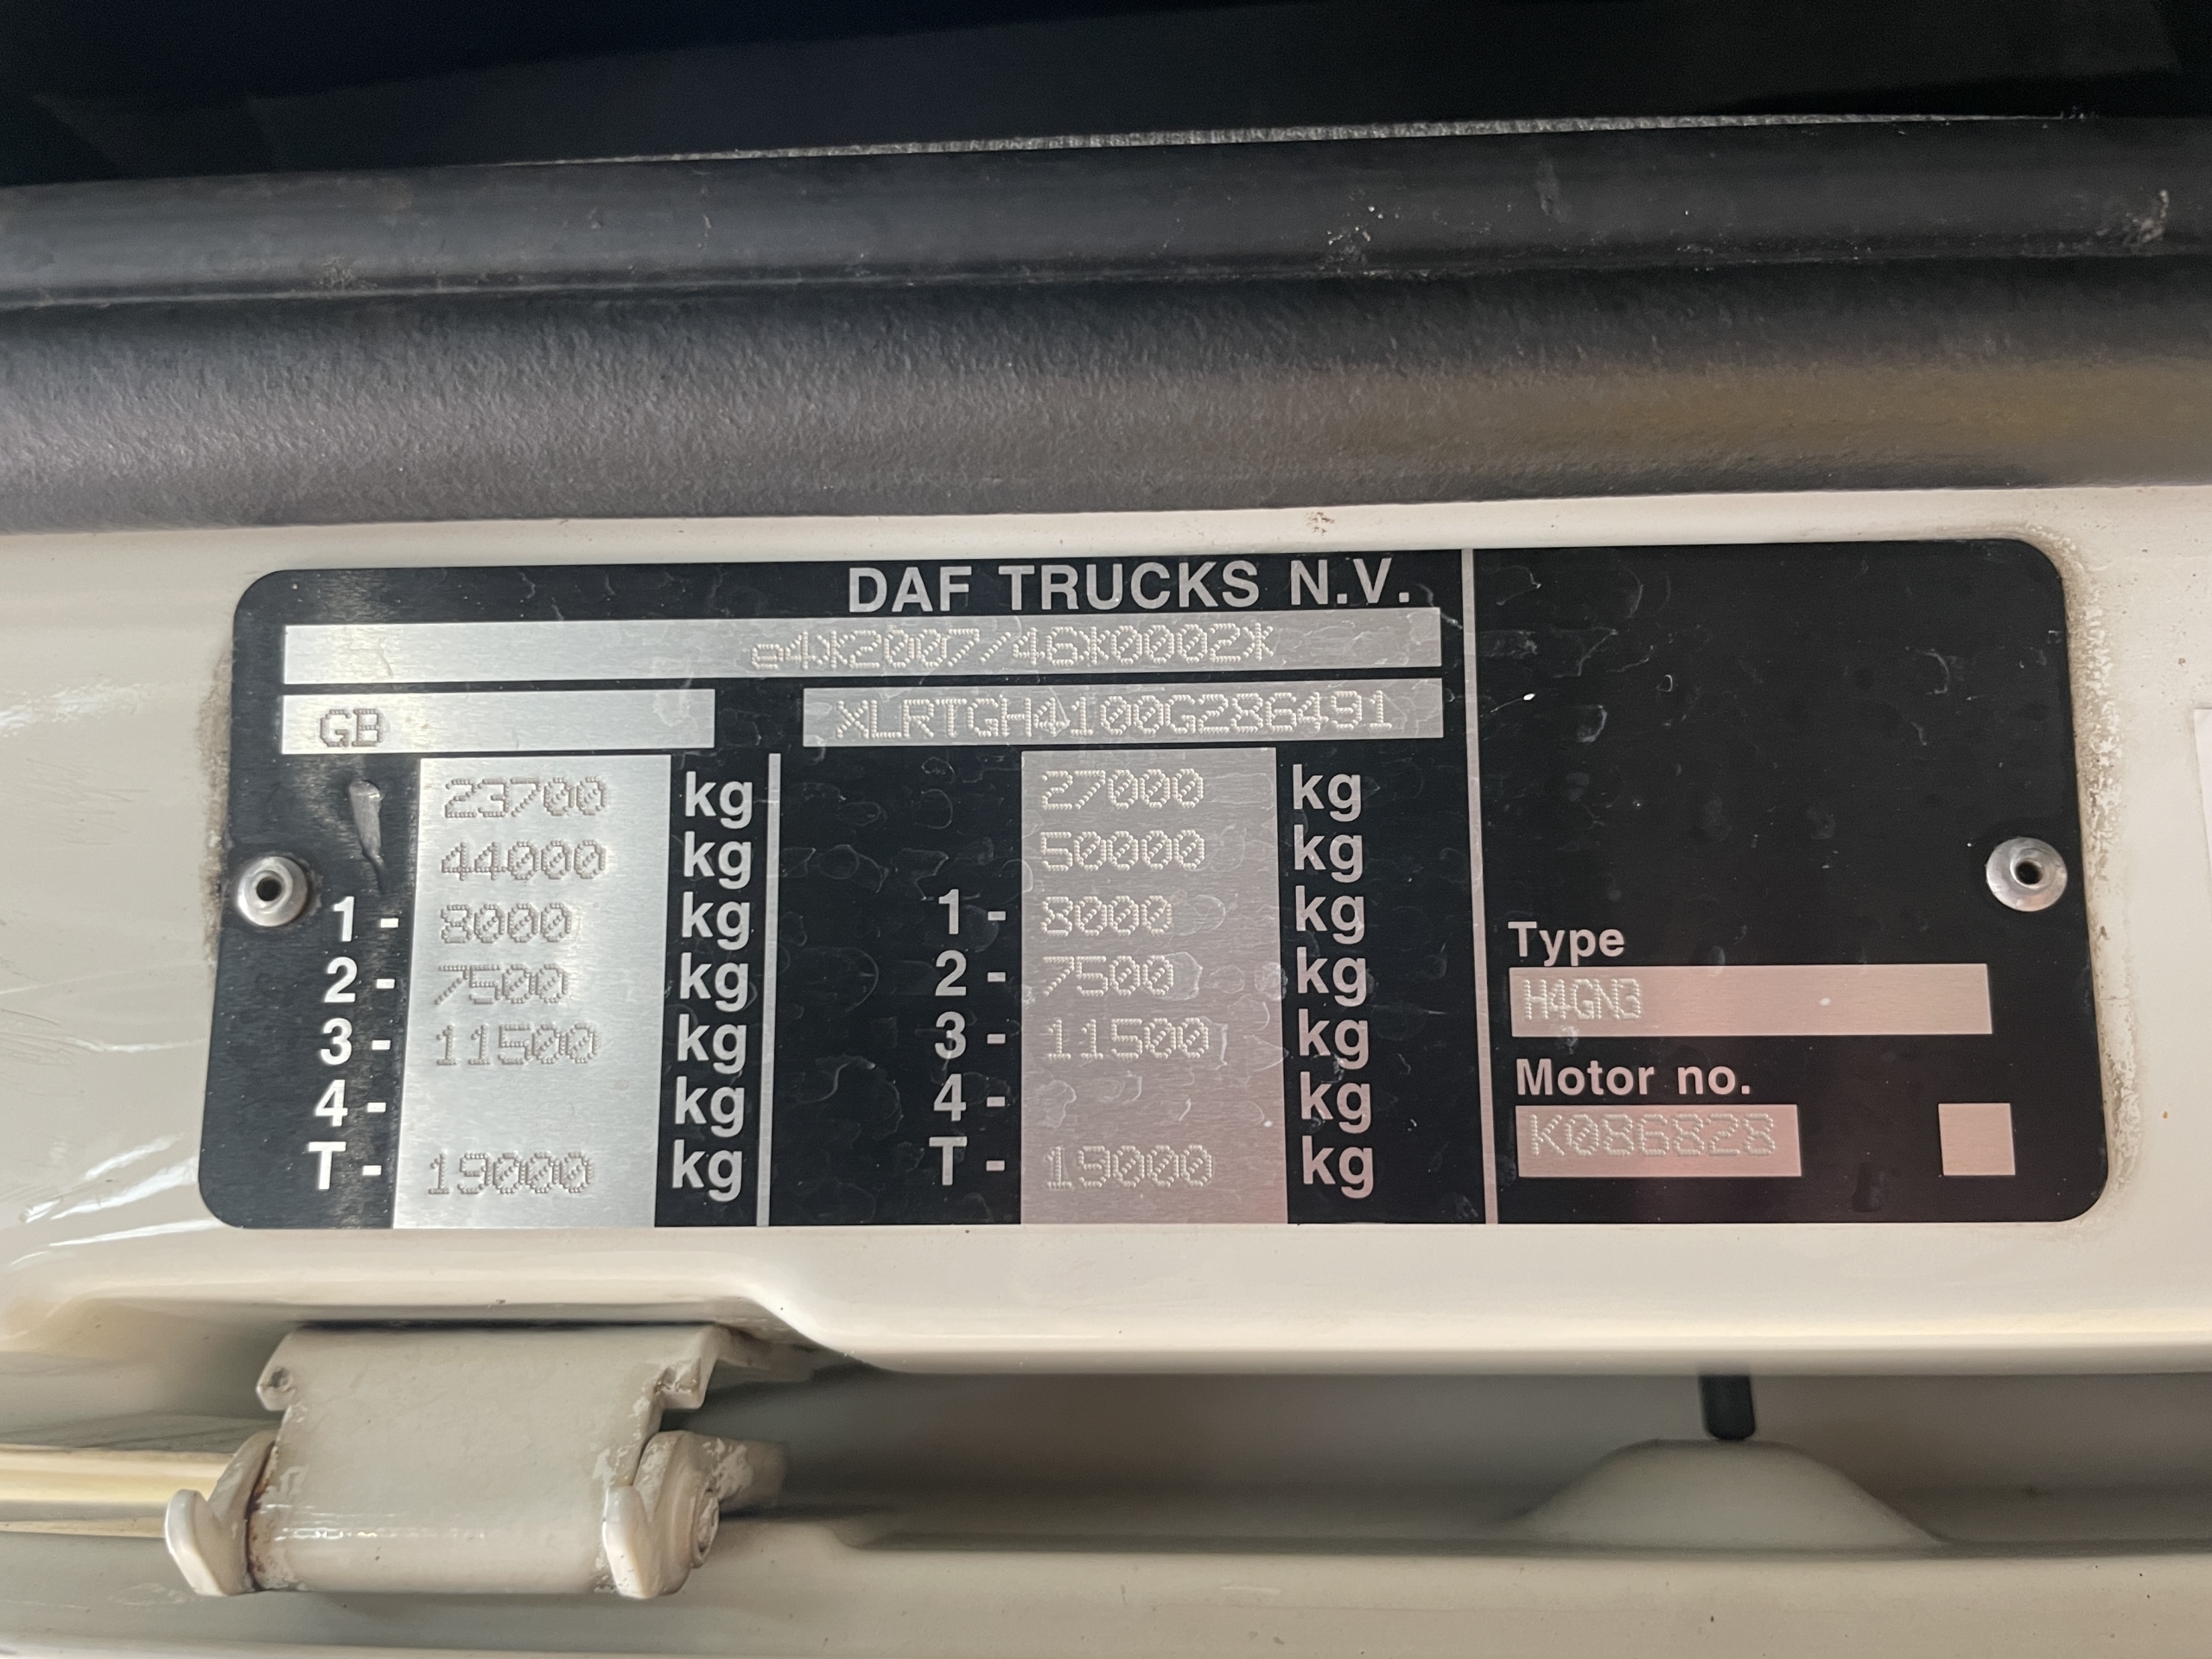 DAF TRUCKS N.V.
e4*2007/46*0002*
GB XLRTGH4100G286491
23700 kg 27000 kg
44000 kg 50000 kg
1 - 8000 kg 1 - 8000 kg
2 - 7500 kg 2 - 7500 kg
3 - 11500 kg 3 - 11500 kg
4 - kg 4 - kg
T - 19000 kg T - 19000 kg
Type
H4GN3
Motor no.
K086828